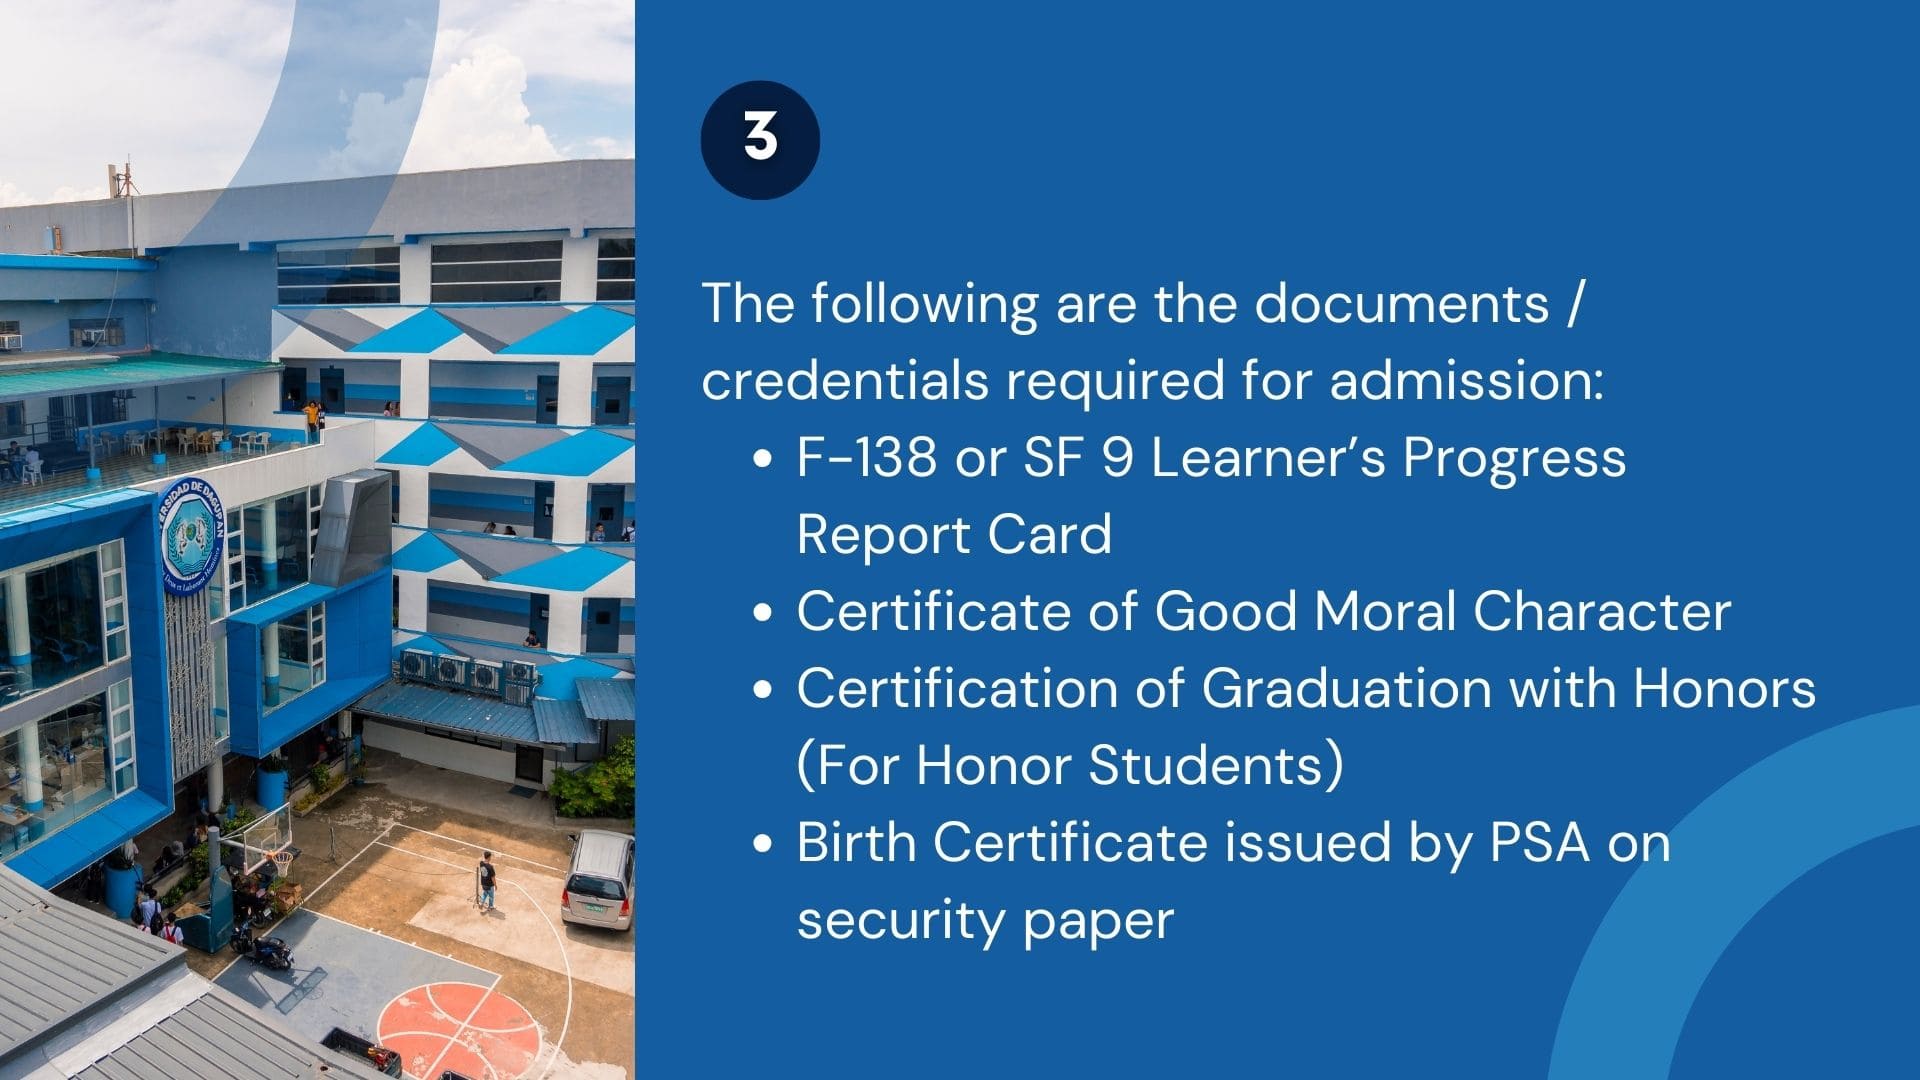 3
The following are the documents /
credentials required for admission:
• F-138 or SF 9 Learner’s Progress
Report Card
• Certificate of Good Moral Character
• Certification of Graduation with Honors
(For Honor Students)
• Birth Certificate issued by PSA on
security paper
DE DAGUPAN